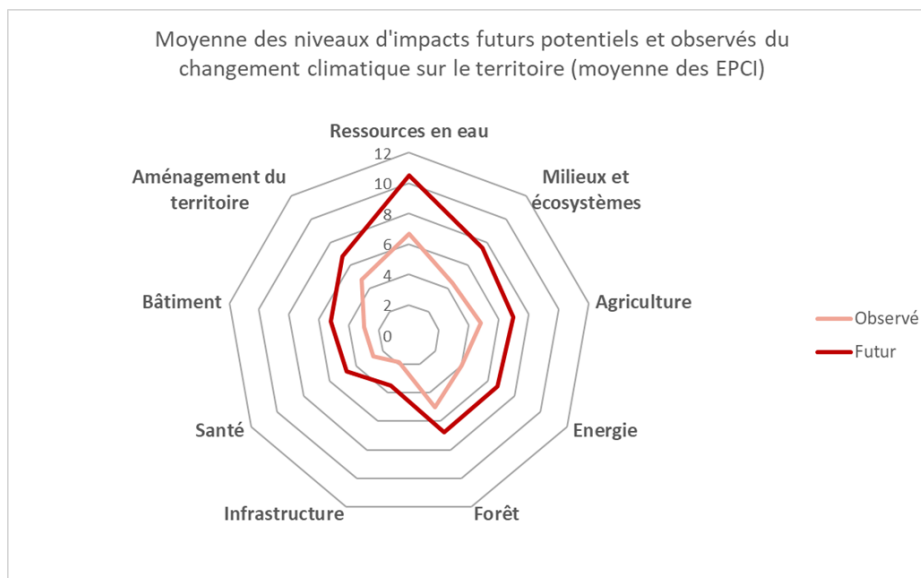 Moyenne des niveaux d'impacts futurs potentiels et observés du
changement climatique sur le territoire (moyenne des EPCI)
Ressources en eau
12
10
8
6
4
2
0
Milieux et
écosystèmes
Agriculture
Energie
Forêt
Infrastructure
Santé
Bâtiment
Aménagement du
territoire
Observé
Futur